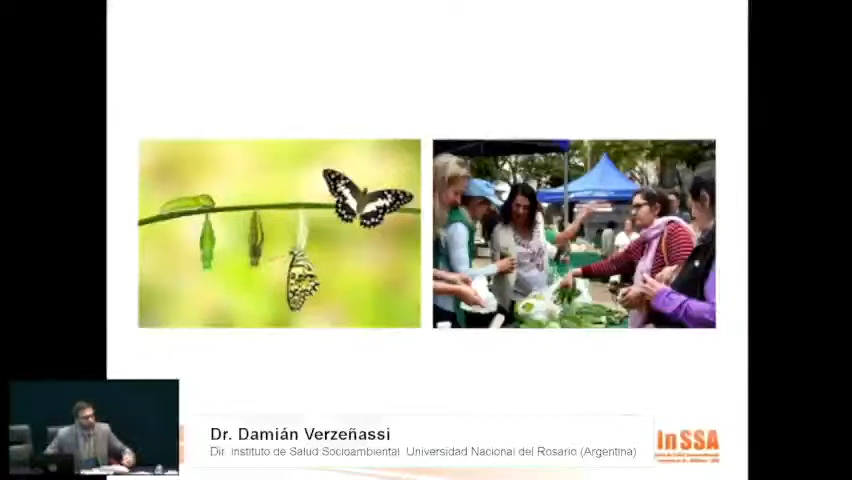 Dr. Damián Verzeñassi
Dir. Instituto de Salud Socioambiental. Universidad Nacional del Rosario (Argentina)
InSSA